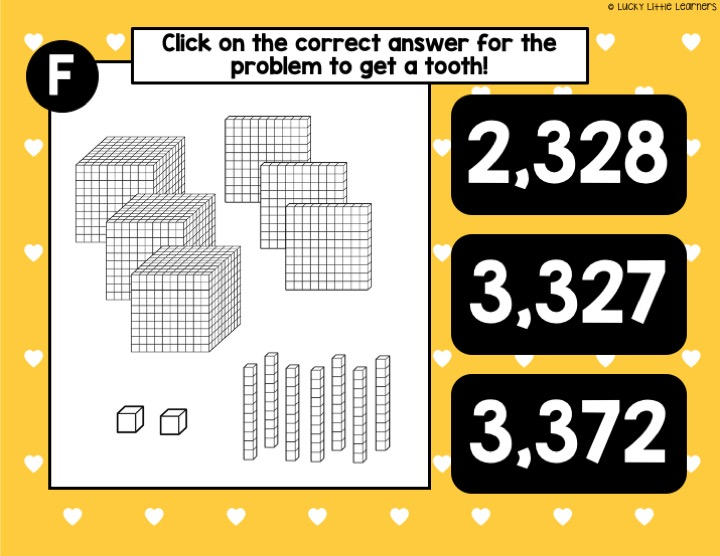 © Lucky Little Learners
Click on the correct answer for the
problem to get a tooth!
F
2,328
3,327
3,372